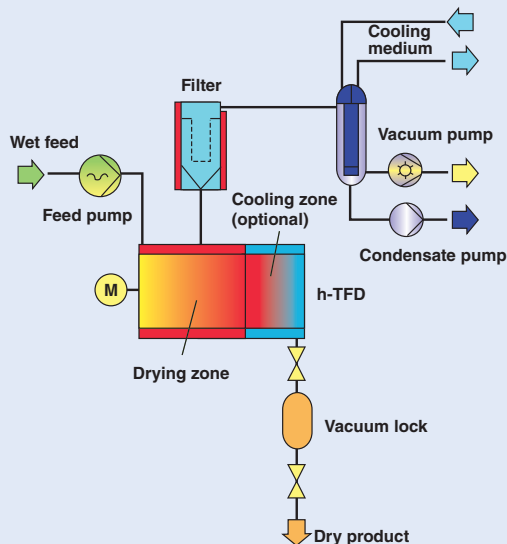 Cooling
medium
Filter
Wet feed
Vacuum pump
Feed pump
Cooling zone
(optional)
Condensate pump
M
h-TFD
Drying zone
Vacuum lock
Dry product